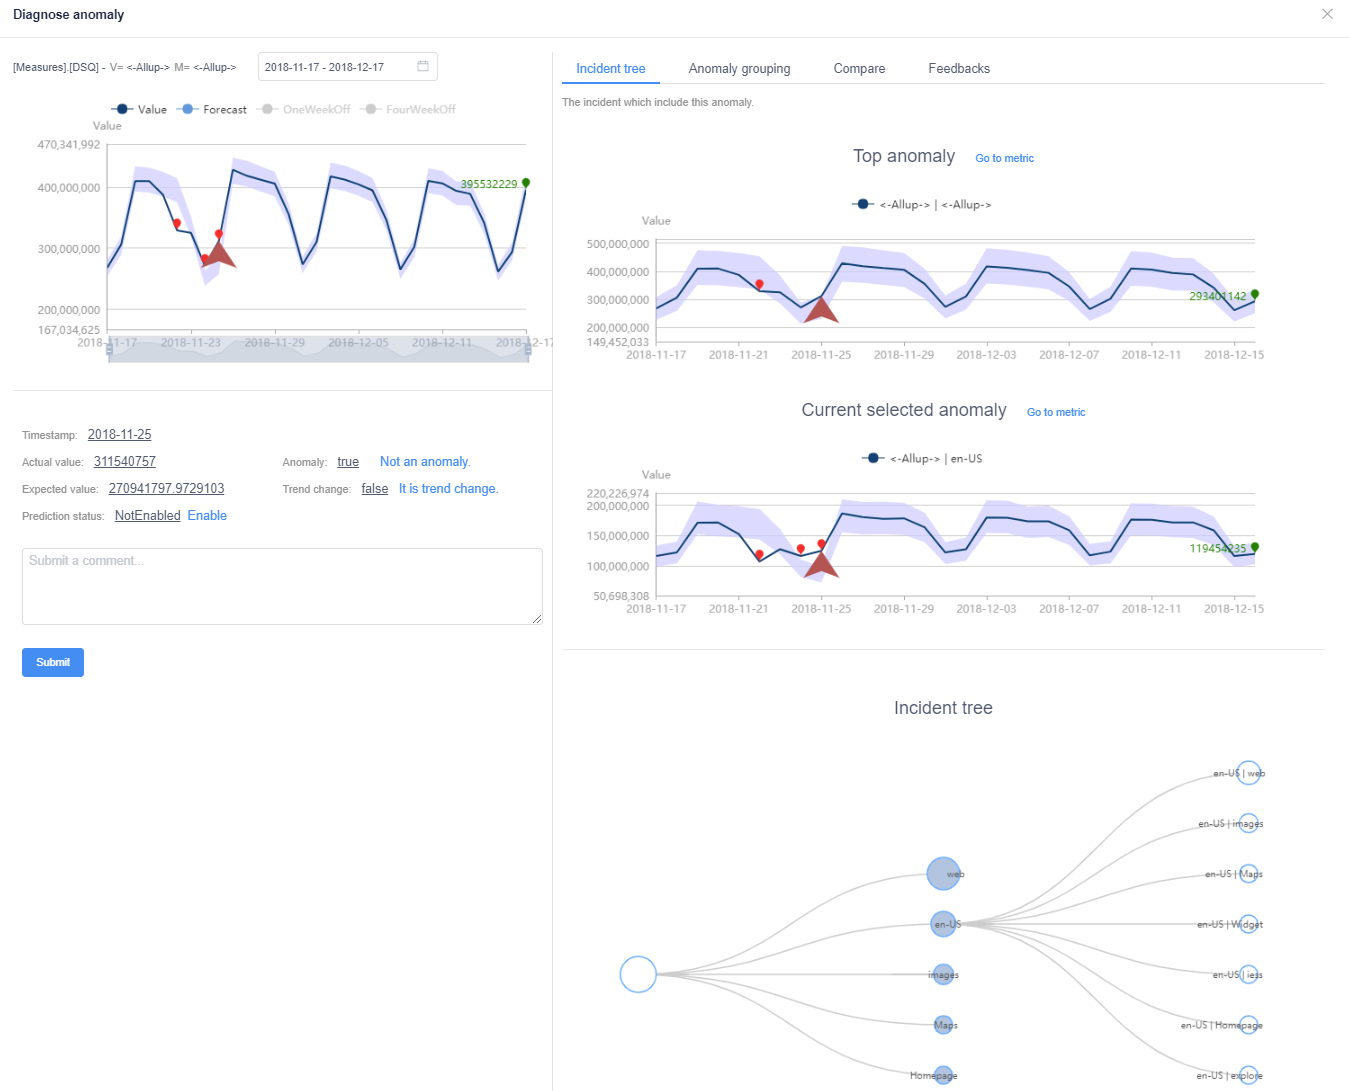 Diagnose anomaly
[Measures].[DSQ] - V= <-Allup-> M= <-Allup->
2018-11-17 - 2018-12-17
Value
Forecast
OneWeekOff
FourWeekOff
Value
470,341,992
400,000,000
300,000,000
200,000,000
167,034,625
395532229
2018-11-17
2018-11-23
2018-11-29
2018-12-05
2018-12-11
2018-12-17
Timestamp: 2018-11-25
Actual value: 311540757
Anomaly: true Not an anomaly.
Expected value: 270941797.9729103
Trend change: false It is trend change.
Prediction status: NotEnabled Enable
Submit a comment...
Submit
Incident tree
Anomaly grouping
Compare
Feedbacks
The incident which include this anomaly.
Top anomaly Go to metric
<-Allup-> | <-Allup->
Value
500,000,000
400,000,000
300,000,000
200,000,000
149,452,033
293401142
2018-11-17
2018-11-21
2018-11-25
2018-11-29
2018-12-03
2018-12-07
2018-12-11
2018-12-15
Current selected anomaly Go to metric
<-Allup-> | en-US
Value
220,226,974
200,000,000
150,000,000
100,000,000
50,698,308
119454235
2018-11-17
2018-11-21
2018-11-25
2018-11-29
2018-12-03
2018-12-07
2018-12-11
2018-12-15
Incident tree
web
en-US
images
Maps
Homepage
en-US | web
en-US | images
en-US | Maps
en-US | Widget
en-US | iess
en-US | Homepage
en-US | explore